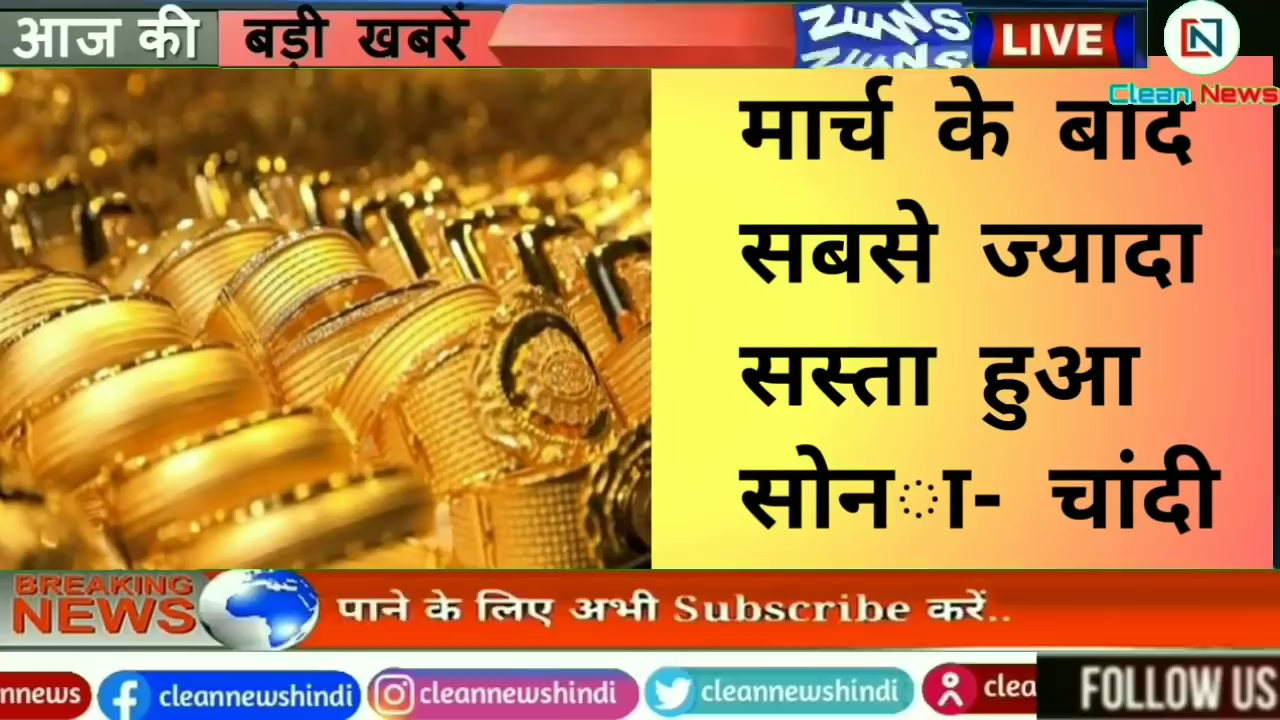 आज की बड़ी खबरें
NEWS
LIVE
N
Clean News
मार्च के बाद
सबसे ज्यादा
सस्ता हुआ
सोनाा- चांदी
BREAKING
NEWS
पाने के लिए अभी Subscribe करें..
nnews
cleannewshindi
cleannewshindi
cleannewshindi
clea
FOLLOW US